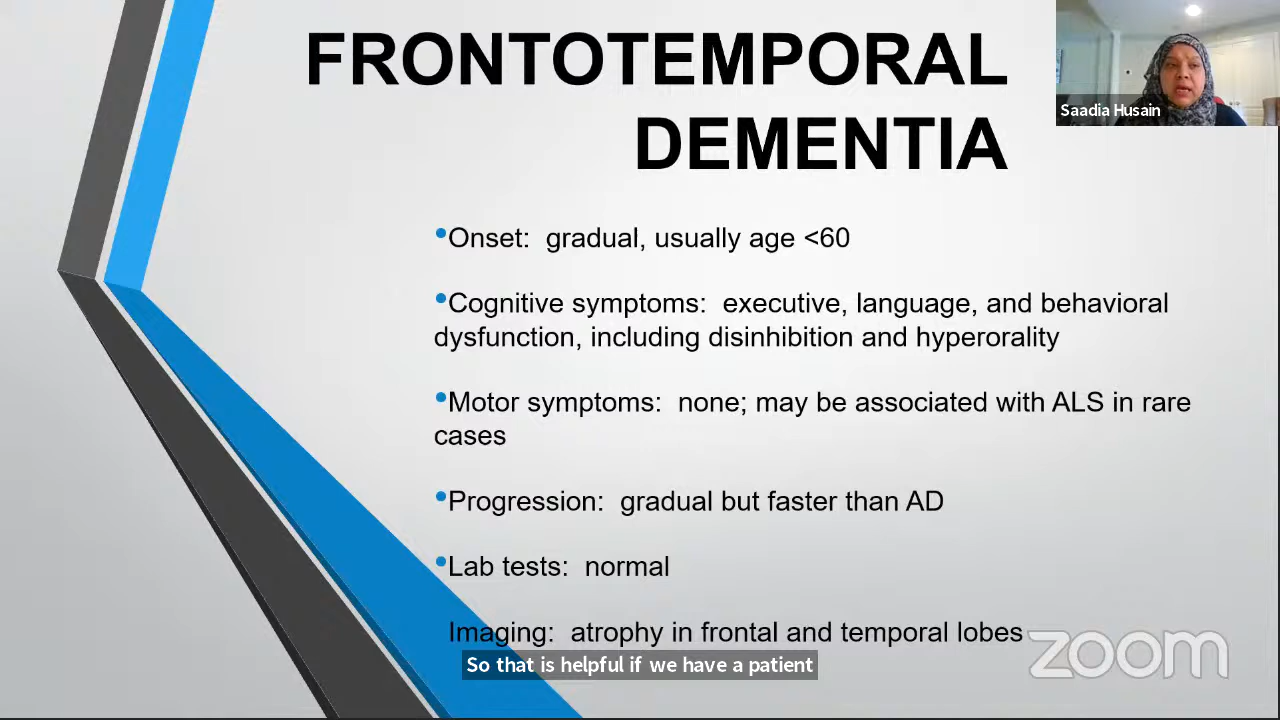 FRONTOTEMPORAL
DEMENTIA
Saadia Husain
•Onset:  gradual, usually age <60
•Cognitive symptoms:  executive, language, and behavioral
dysfunction, including disinhibition and hyperorality
•Motor symptoms:  none; may be associated with ALS in rare
cases
•Progression:  gradual but faster than AD
•Lab tests:  normal
Imaging:  atrophy in frontal and temporal lobes
So that is helpful if we have a patient
zoom